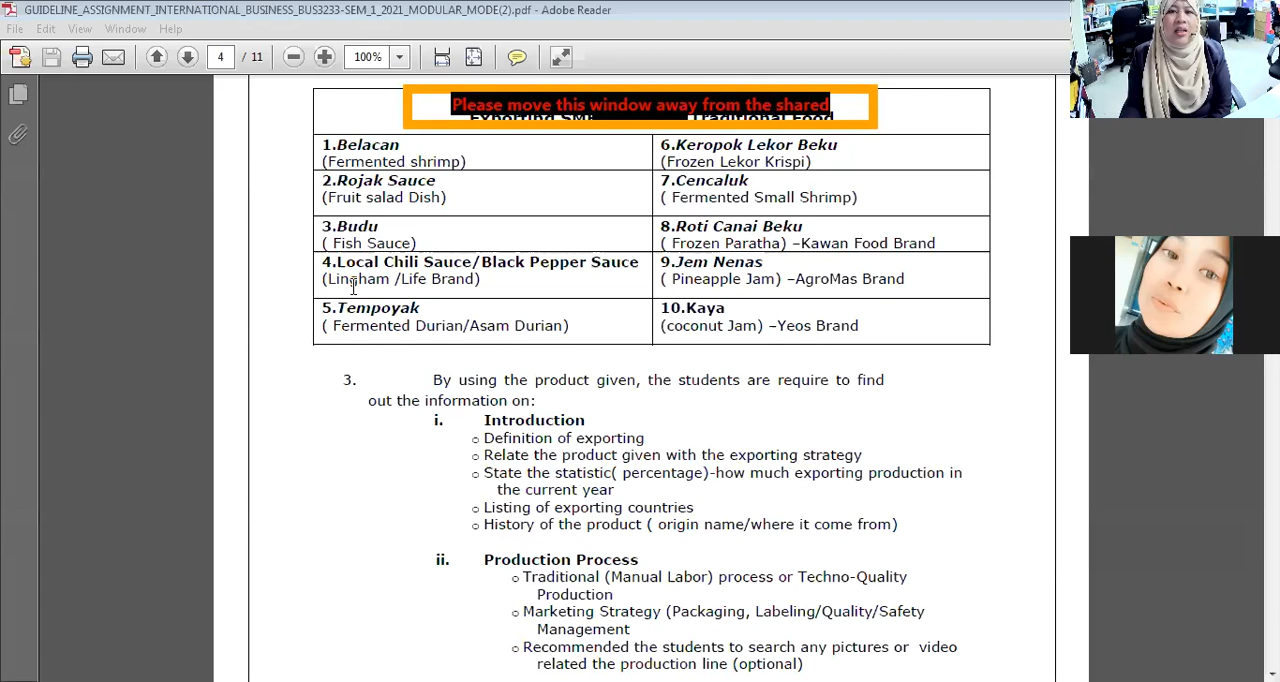 GUIDELINE_ASSIGNMENT_INTERNATIONAL_BUSINESS_BUS3233-SEM_1_2021_MODULAR_MODE(2).pdf - Adobe Reader
File Edit View Window Help
4 / 11 100%
Please move this window away from the shared
Traditional Food
1.Belacan
(Fermented shrimp)
6.Keropok Lekor Beku
(Frozen Lekor Krispi)
2.Rojak Sauce
(Fruit salad Dish)
7.Cencaluk
( Fermented Small Shrimp)
3.Budu
( Fish Sauce)
8.Roti Canai Beku
( Frozen Paratha) –Kawan Food Brand
4.Local Chili Sauce/Black Pepper Sauce
(Lingham /Life Brand)
9.Jem Nenas
( Pineapple Jam) –AgroMas Brand
5.Tempoyak
( Fermented Durian/Asam Durian)
10.Kaya
(coconut Jam) –Yeos Brand
3. By using the product given, the students are require to find
out the information on:
i. Introduction
o Definition of exporting
o Relate the product given with the exporting strategy
o State the statistic( percentage)-how much exporting production in
the current year
o Listing of exporting countries
o History of the product ( origin name/where it come from)
ii. Production Process
o Traditional (Manual Labor) process or Techno-Quality
Production
o Marketing Strategy (Packaging, Labeling/Quality/Safety
Management
o Recommended the students to search any pictures or video
related the production line (optional)